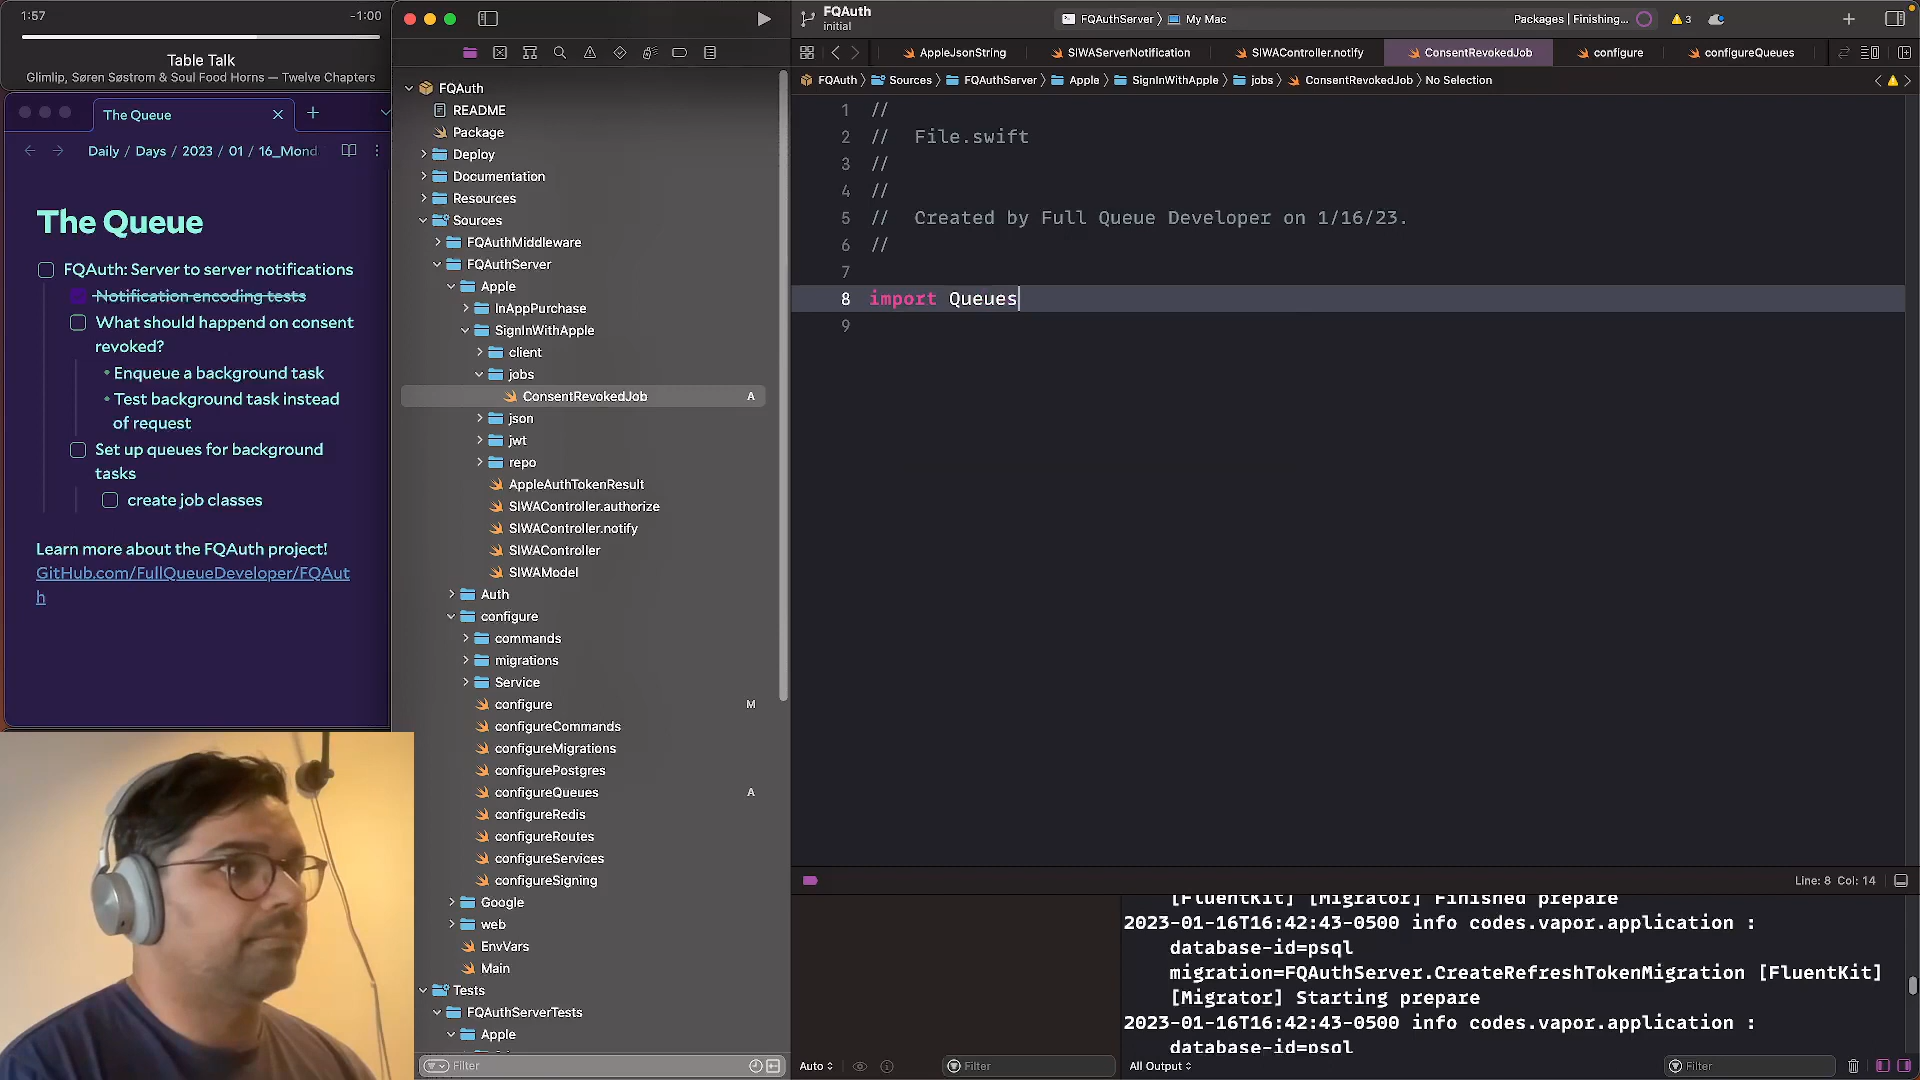 1:57
-1:00
Table Talk
Glimlip, Søren Søstrom & Soul Food Horns — Twelve Chapters
The Queue
Daily / Days / 2023 / 01 / 16_Mond
The Queue
FQAuth: Server to server notifications
Notification encoding tests
What should happend on consent
revoked?
Enqueue a background task
Test background task instead
of request
Set up queues for background
tasks
create job classes
Learn more about the FQAuth project!
GitHub.com/FullQueueDeveloper/FQAut
h
FQAuth
README
Package
Deploy
Documentation
Resources
Sources
FQAuthMiddleware
FQAuthServer
Apple
InAppPurchase
SignInWithApple
client
jobs
ConsentRevokedJob A
json
jwt
repo
AppleAuthTokenResult
SIWAController.authorize
SIWAController.notify
SIWAController
SIWAModel
Auth
configure
commands
migrations
Service
configure M
configureCommands
configureMigrations
configurePostgres
configureQueues A
configureRedis
configureRoutes
configureServices
configureSigning
Google
web
EnvVars
Main
Tests
FQAuthServerTests
Apple
Filter
FQAuth
initial
FQAuthServer
My Mac
Packages | Finishing...
3
AppleJsonString
SIWAServerNotification
SIWAController.notify
ConsentRevokedJob
configure
configureQueues
FQAuth
Sources
FQAuthServer
Apple
SignInWithApple
jobs
ConsentRevokedJob
No Selection
1 //
2 // File.swift
3 //
4 //
5 // Created by Full Queue Developer on 1/16/23.
6 //
7
8 import Queues
9
Line: 8 Col: 14
[FluentKit] [Migrator] Finished prepare
2023-01-16T16:42:43-0500 info codes.vapor.application :
database-id=psql
migration=FQAuthServer.CreateRefreshTokenMigration [FluentKit]
[Migrator] Starting prepare
2023-01-16T16:42:43-0500 info codes.vapor.application :
database-id=psql
Auto
Filter
All Output
Filter